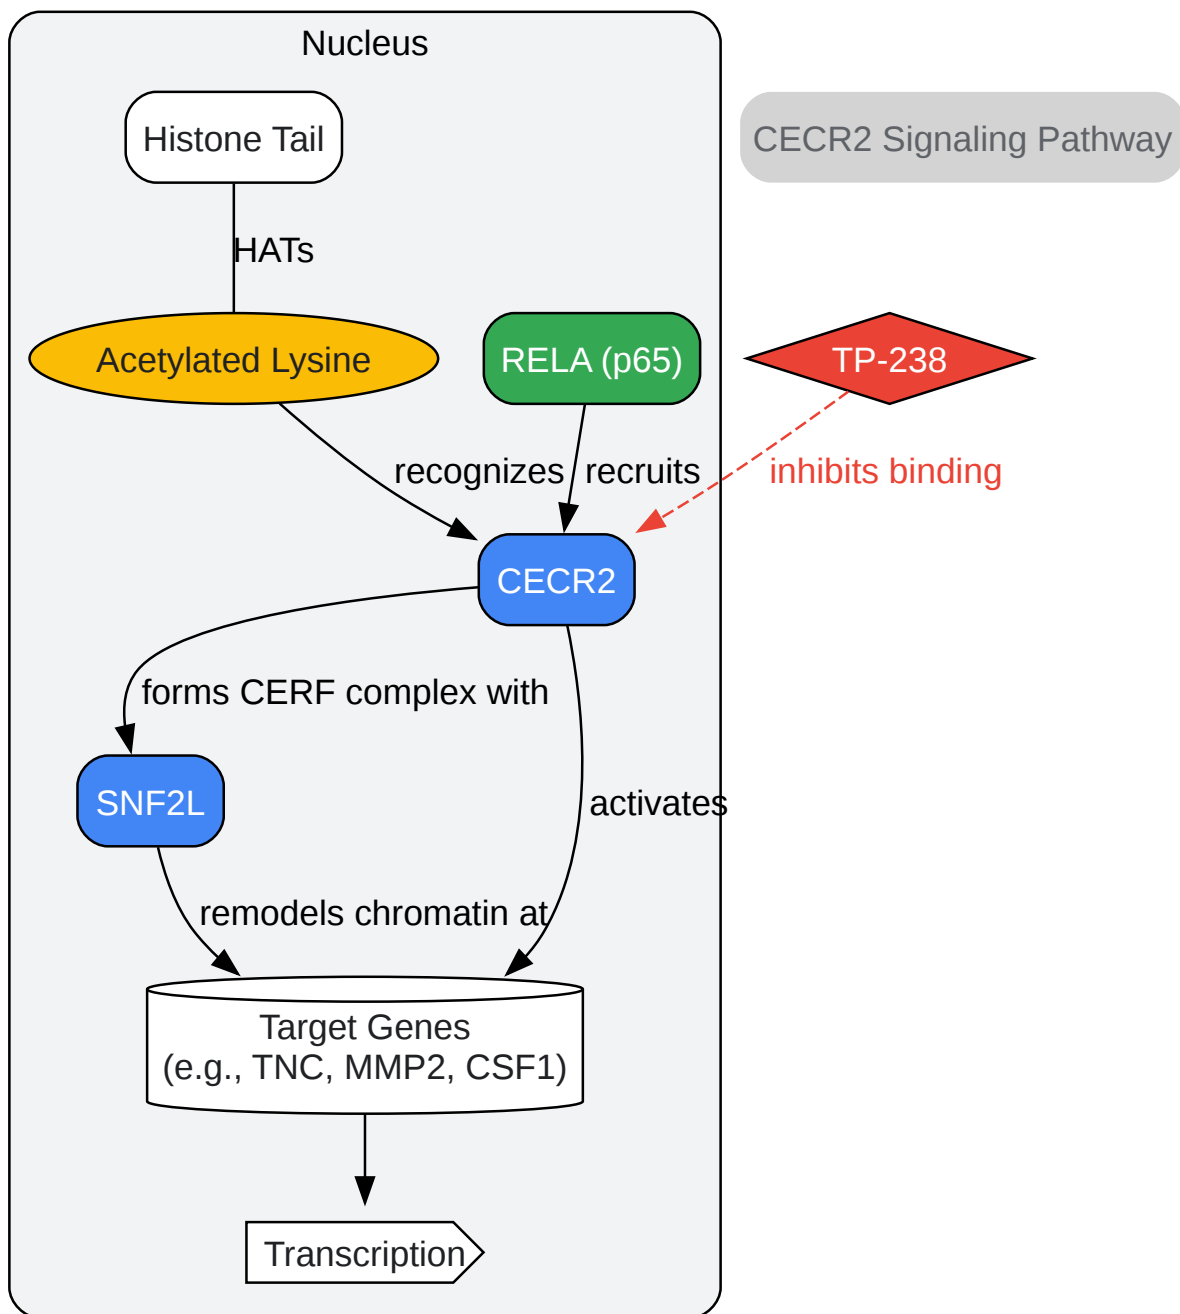 Nucleus
Histone Tail
CECR2 Signaling Pathway
HATs
Acetylated Lysine
RELA (p65)
TP-238
recognizes
recruits
inhibits binding
CECR2
forms CERF complex with
SNF2L
activates
remodels chromatin at
Target Genes
(e.g., TNC, MMP2, CSF1)
Transcription